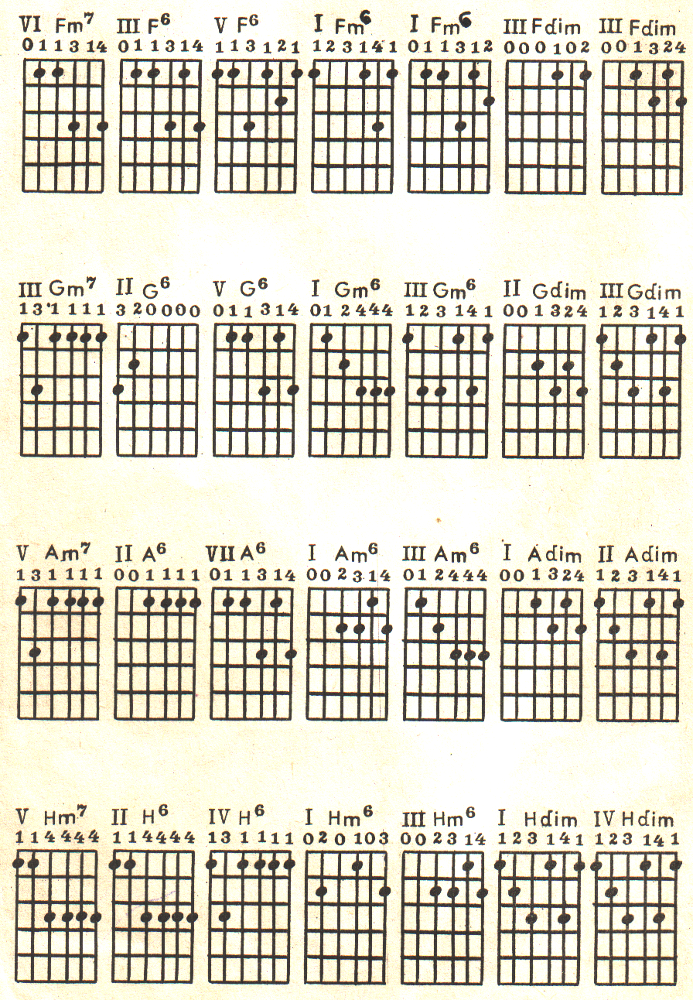 VI Fm7 III F6 V F6 I Fm6 I Fm6 III Fdim III Fdim
011314 011314 113121 123141 011312 000102 001324
III Gm7 II G6 V G6 I Gm6 III Gm6 II Gdim III Gdim
131111 320000 011314 012444 123141 001324 123141
V Am7 II A6 VII A6 I Am6 III Am6 I Adim II Adim
131111 001111 011314 002314 012444 001324 123141
V Hm7 II H6 IV H6 I Hm6 III Hm6 I Hdim IV Hdim
114444 114444 131111 020103 002314 123141 123141